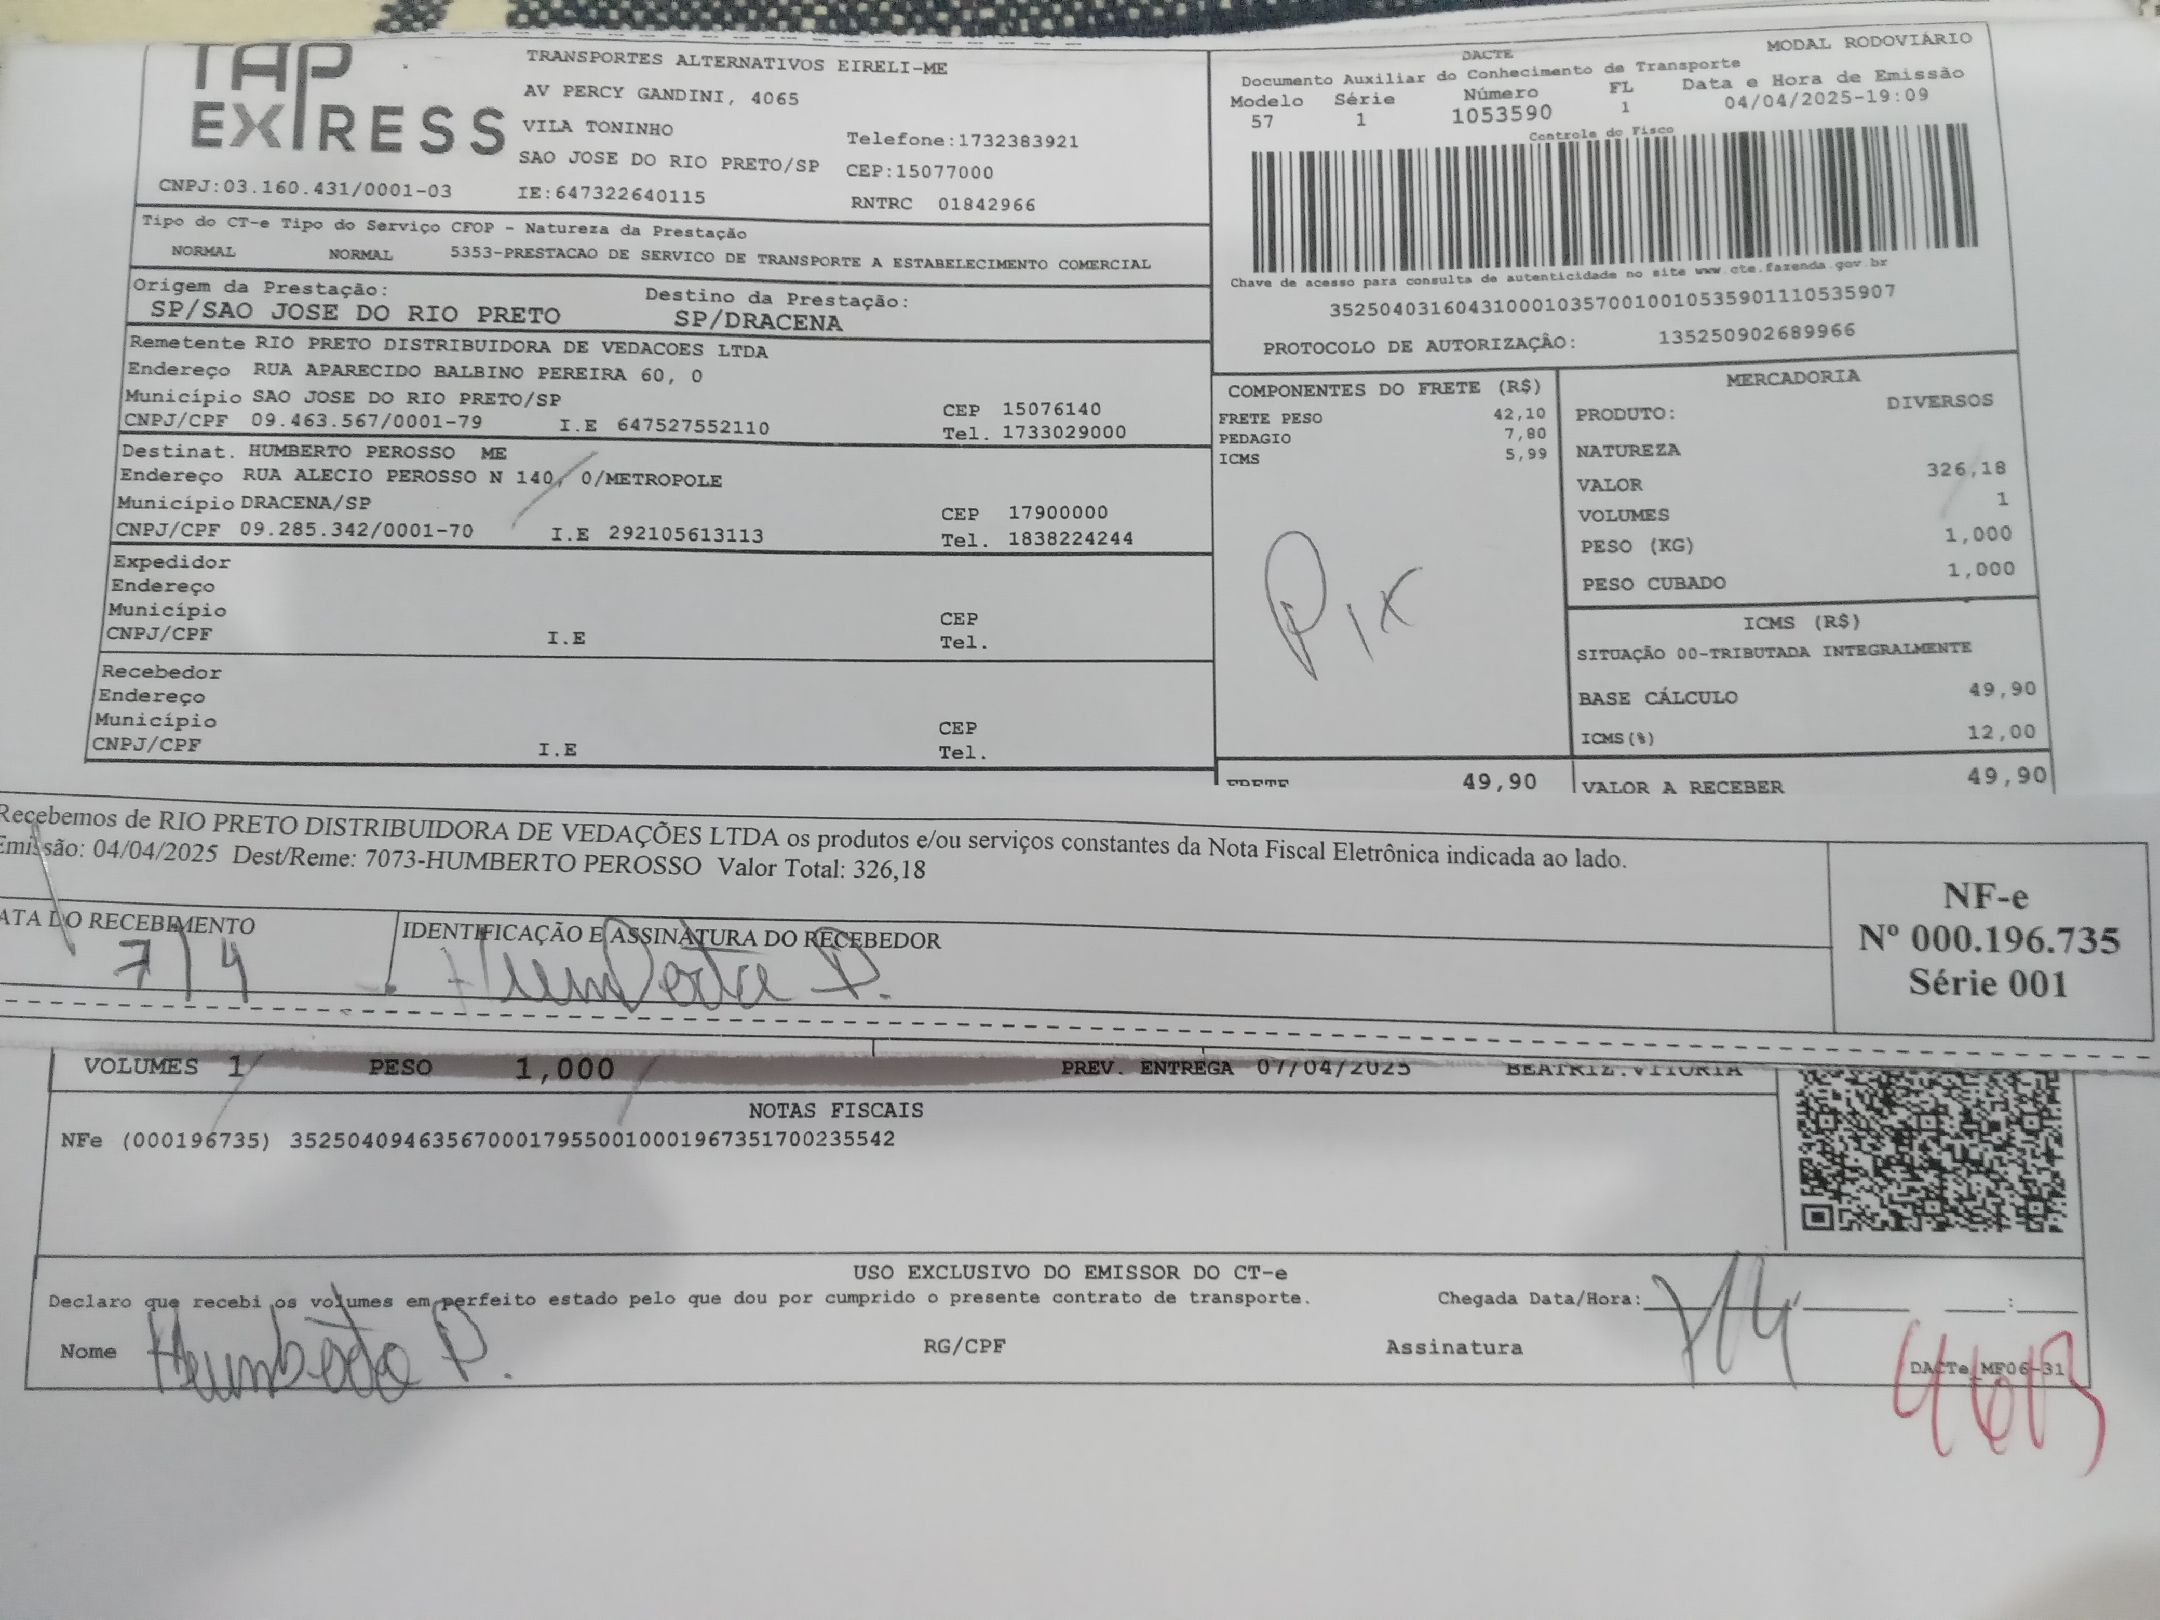 TAP
EXPRESS
TRANSPORTES ALTERNATIVOS EIRELI-ME
AV PERCY GANDINI, 4065
VILA TONINHO
Telefone:1732383921
SAO JOSE DO RIO PRETO/SP CEP:15077000
CNPJ:03.160.431/0001-03 IE:647322640115 RNTRC 01842966
DACTE MODAL RODOVIÁRIO
Documento Auxiliar do Conhecimento de Transporte
Modelo Série Número FL Data e Hora de Emissão
57 1 1053590 1 04/04/2025-19:09
Controle do Fisco
Chave de acesso para consulta de autenticidade no site www.cte.fazenda.gov.br
35250403160431000103570010010535901110535907
PROTOCOLO DE AUTORIZAÇÃO: 135250902689966
Tipo do CT-e Tipo do Serviço CFOP - Natureza da Prestação
NORMAL NORMAL 5353-PRESTACAO DE SERVICO DE TRANSPORTE A ESTABELECIMENTO COMERCIAL
Origem da Prestação: Destino da Prestação:
SP/SAO JOSE DO RIO PRETO SP/DRACENA
Remetente RIO PRETO DISTRIBUIDORA DE VEDACOES LTDA
Endereço RUA APARECIDO BALBINO PEREIRA 60, 0
Município SAO JOSE DO RIO PRETO/SP CEP 15076140
CNPJ/CPF 09.463.567/0001-79 I.E 647527552110 Tel. 1733029000
Destinat. HUMBERTO PEROSSO ME
Endereço RUA ALECIO PEROSSO N 140, 0/METROPOLE
Município DRACENA/SP CEP 17900000
CNPJ/CPF 09.285.342/0001-70 I.E 292105613113 Tel. 1838224244
Expedidor
Endereço
Município CEP
CNPJ/CPF I.E Tel.
Recebedor
Endereço
Município CEP
CNPJ/CPF I.E Tel.
COMPONENTES DO FRETE (R$)
FRETE PESO 42,10
PEDAGIO 7,80
ICMS 5,99
Pix
FRETE 49,90
MERCADORIA
PRODUTO: DIVERSOS
NATUREZA
VALOR 326,18
VOLUMES 1
PESO (KG) 1,000
PESO CUBADO 1,000
ICMS (R$)
SITUAÇÃO 00-TRIBUTADA INTEGRALMENTE
BASE CÁLCULO 49,90
ICMS(%) 12,00
VALOR A RECEBER 49,90
Recebemos de RIO PRETO DISTRIBUIDORA DE VEDAÇÕES LTDA os produtos e/ou serviços constantes da Nota Fiscal Eletrônica indicada ao lado.
Emissão: 04/04/2025 Dest/Reme: 7073-HUMBERTO PEROSSO Valor Total: 326,18
ATA DO RECEBIMENTO IDENTIFICAÇÃO E ASSINATURA DO RECEBEDOR
7/4 Humberto P.
NF-e
Nº 000.196.735
Série 001
VOLUMES 1 PESO 1,000 PREV. ENTREGA 07/04/2025 BEATRIZ.VITORIA
NOTAS FISCAIS
NFe (000196735) 35250409463567000179550010001967351700235542
USO EXCLUSIVO DO EMISSOR DO CT-e
Declaro que recebi os volumes em perfeito estado pelo que dou por cumprido o presente contrato de transporte. Chegada Data/Hora: 7/4 :
Nome Humberto P. RG/CPF Assinatura
DACTe_MF06-31